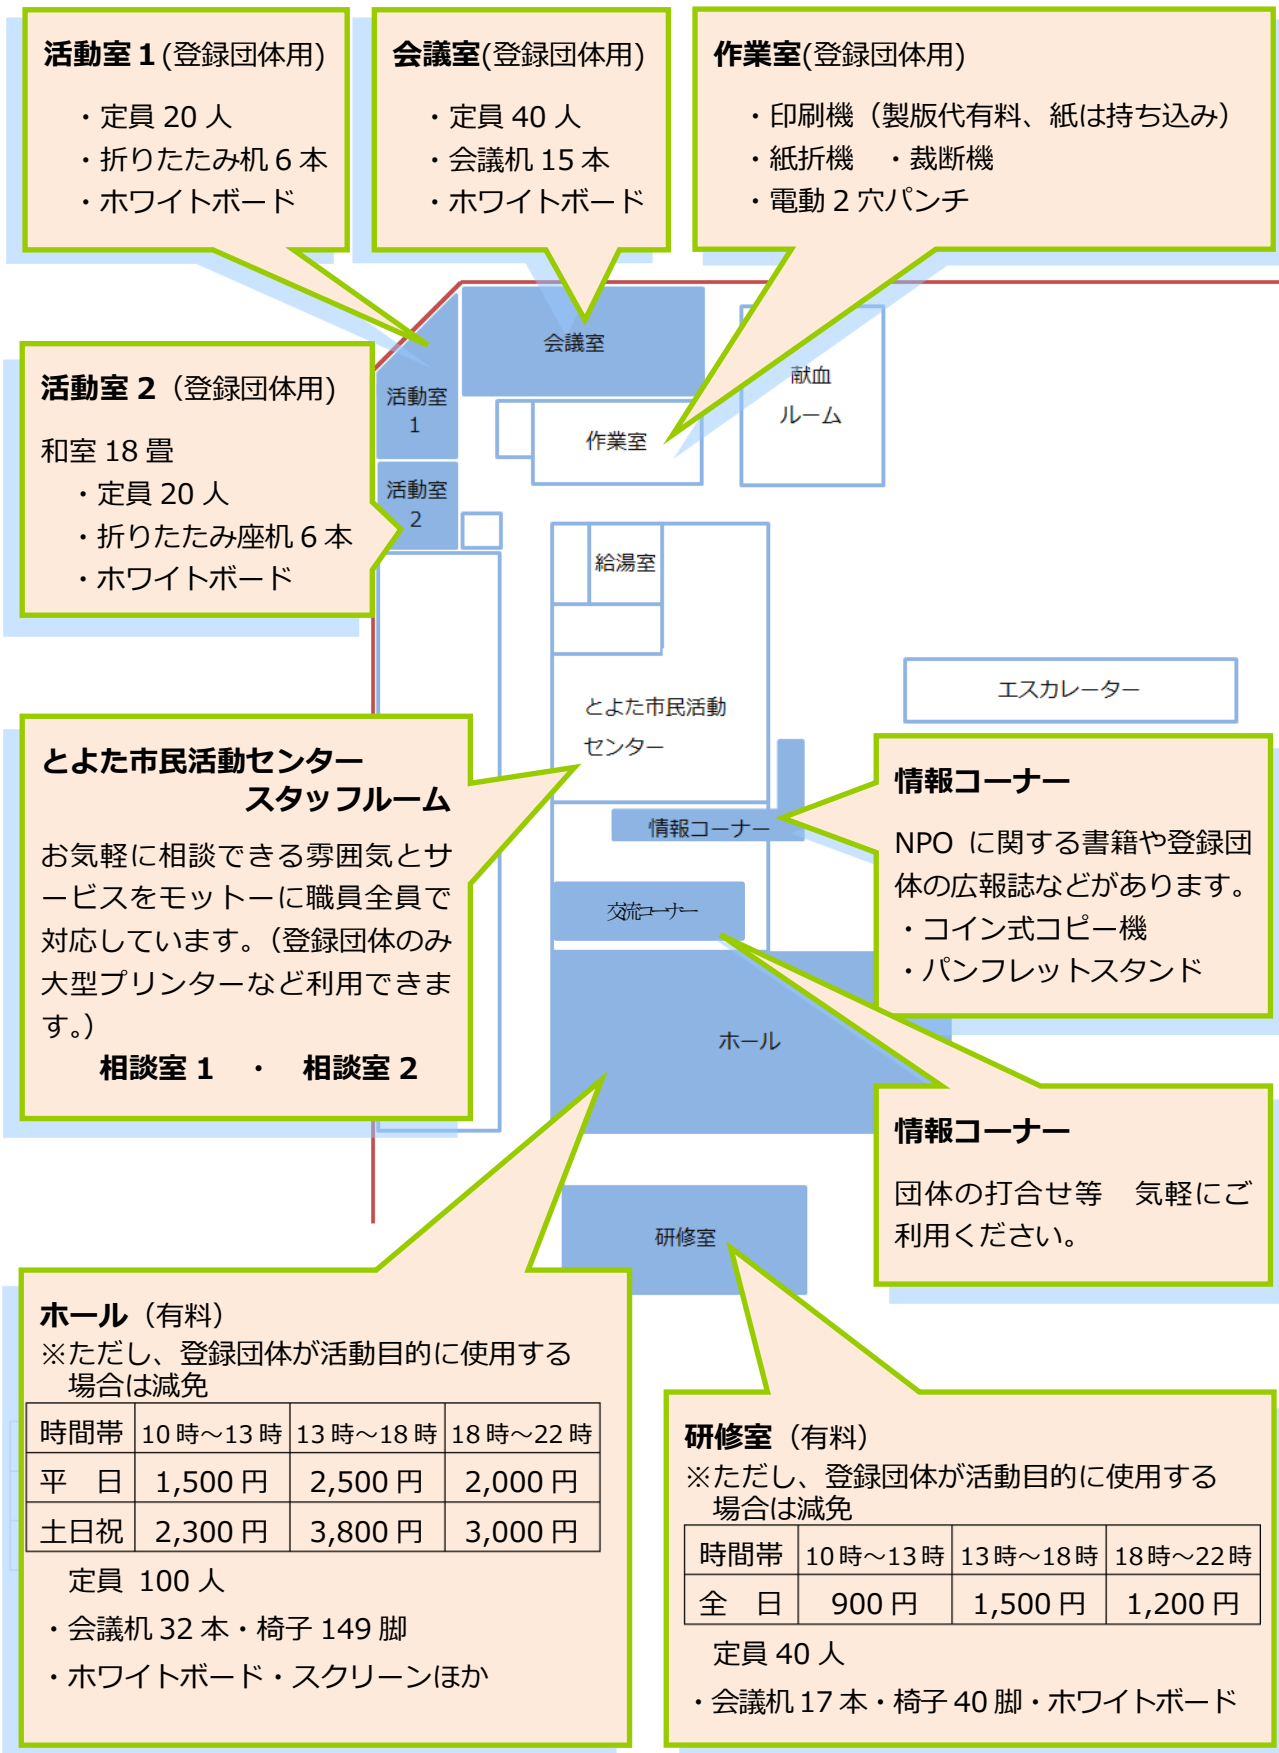 活動室1(登録団体用)
・定員 20 人
・折りたたみ机 6 本
・ホワイトボード
会議室(登録団体用)
・定員 40 人
・会議机 15 本
・ホワイトボード
作業室(登録団体用)
・印刷機（製版代有料、紙は持ち込み）
・紙折機　・裁断機
・電動 2 穴パンチ
会議室
献血
ルーム
活動室
1
作業室
活動室
2
活動室 2（登録団体用)
和室 18 畳
・定員 20 人
・折りたたみ座机 6 本
・ホワイトボード
給湯室
エスカレーター
とよた市民活動
センター
とよた市民活動センター
スタッフルーム
お気軽に相談できる雰囲気とサ
ービスをモットーに職員全員で
対応しています。（登録団体のみ
大型プリンターなど利用できま
す。）
相談室 1　・　相談室 2
情報コーナー
情報コーナー
NPO に関する書籍や登録団
体の広報誌などがあります。
・コイン式コピー機
・パンフレットスタンド
交流コーナー
ホール
情報コーナー
団体の打合せ等　気軽にご
利用ください。
研修室
ホール（有料）
※ただし、登録団体が活動目的に使用する
場合は減免
時間帯 10 時～13 時 13 時～18 時 18 時～22 時
平　日 1,500 円 2,500 円 2,000 円
土日祝 2,300 円 3,800 円 3,000 円
定員 100 人
・会議机 32 本・椅子 149 脚
・ホワイトボード・スクリーンほか
研修室（有料）
※ただし、登録団体が活動目的に使用する
場合は減免
時間帯 10 時～13 時 13 時～18 時 18 時～22 時
全　日 900 円 1,500 円 1,200 円
定員 40 人
・会議机 17 本・椅子 40 脚・ホワイトボード